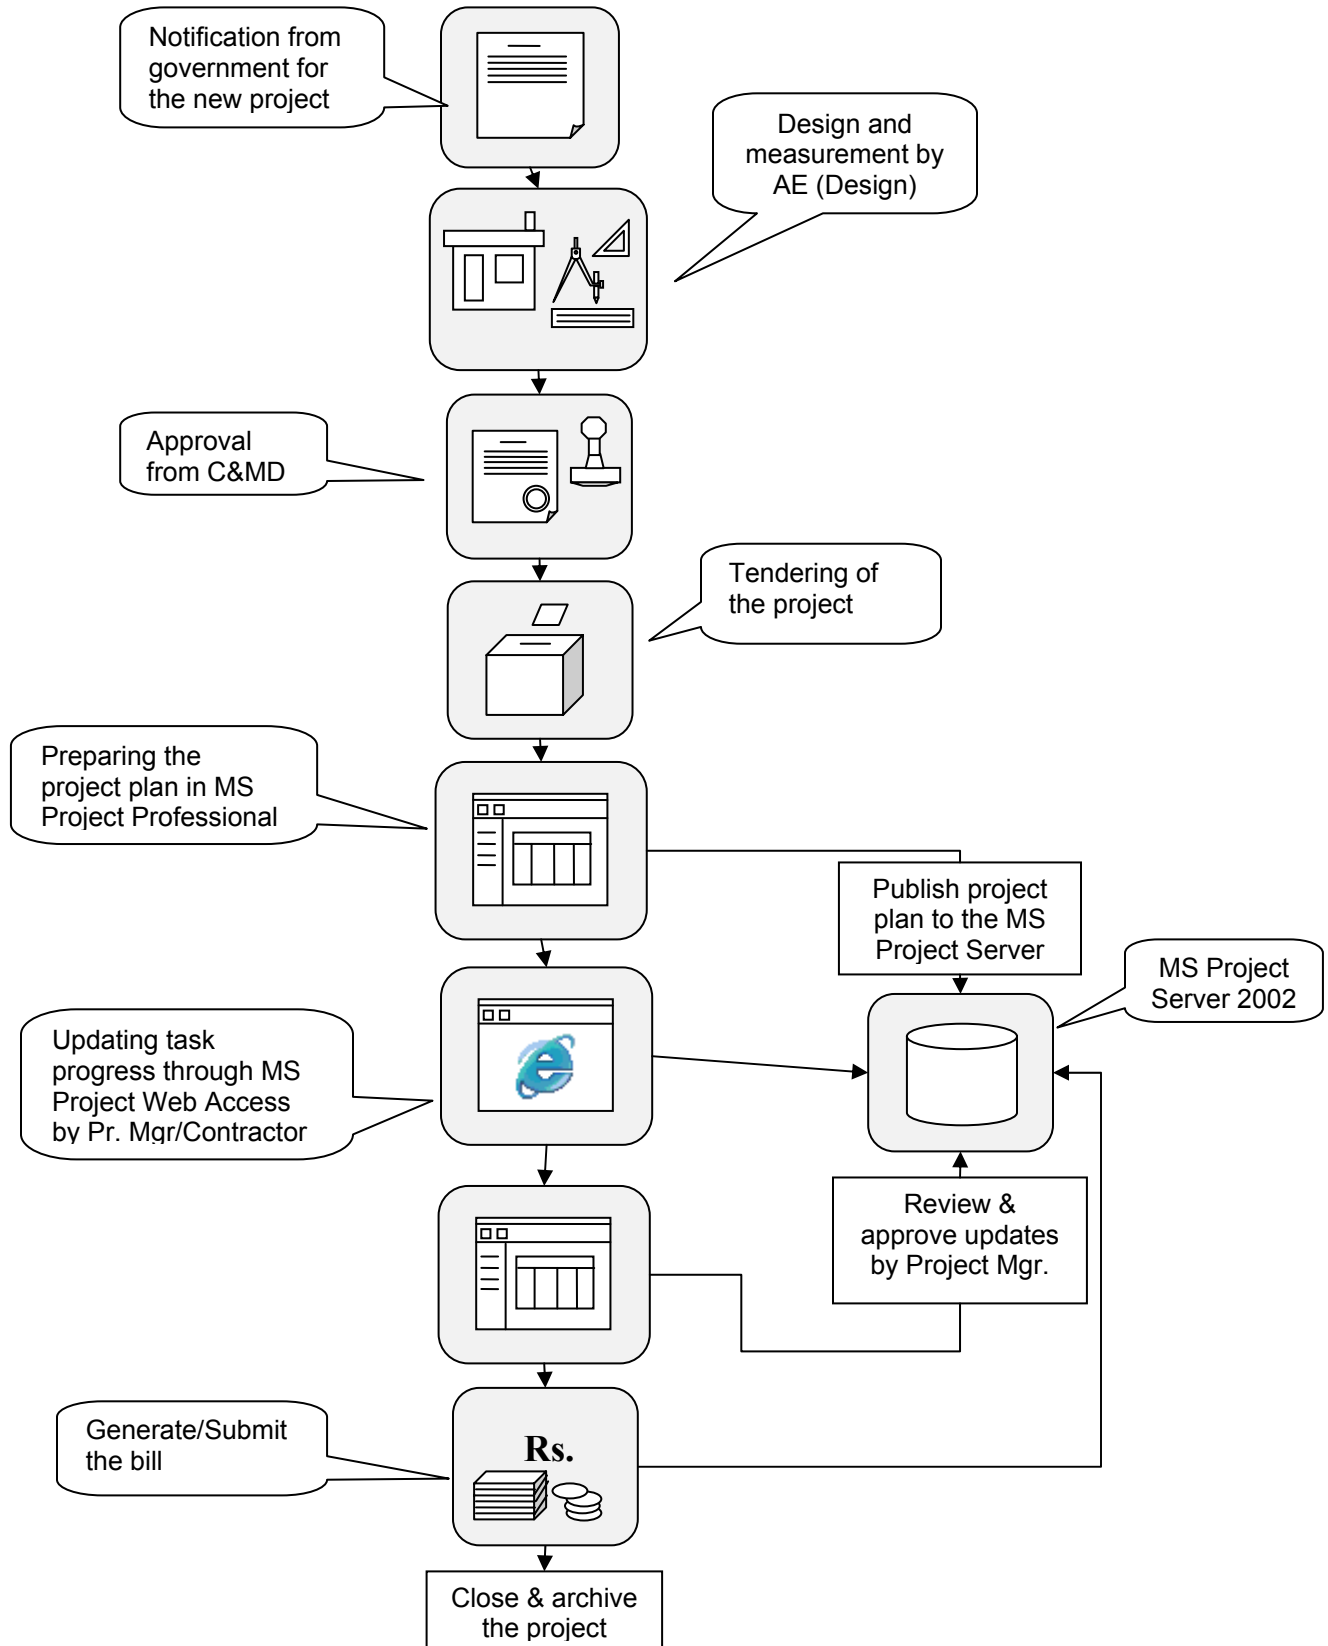 Notification from
government for
the new project
Design and
measurement by
AE (Design)
Approval
from C&MD
Tendering of
the project
Preparing the
project plan in MS
Project Professional
Publish project
plan to the MS
Project Server
MS Project
Server 2002
Updating task
progress through MS
Project Web Access
by Pr. Mgr/Contractor
Review &
approve updates
by Project Mgr.
Generate/Submit
the bill
Rs.
Close & archive
the project